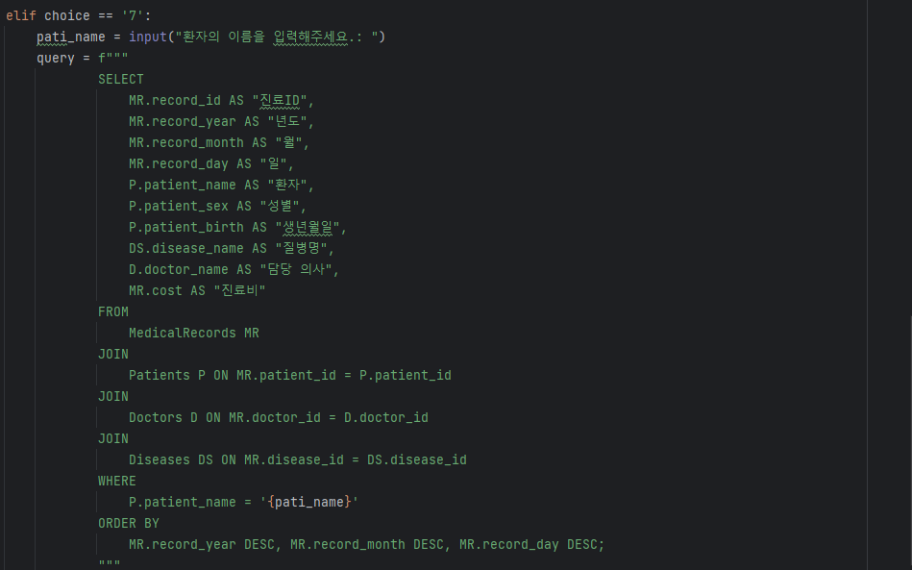 elif choice == '7':
pati_name = input("환자의 이름을 입력해주세요.: ")
query = f"""
SELECT
MR.record_id AS "진료ID",
MR.record_year AS "년도",
MR.record_month AS "월",
MR.record_day AS "일",
P.patient_name AS "환자",
P.patient_sex AS "성별",
P.patient_birth AS "생년월일",
DS.disease_name AS "질병명",
D.doctor_name AS "담당 의사",
MR.cost AS "진료비"
FROM
MedicalRecords MR
JOIN
Patients P ON MR.patient_id = P.patient_id
JOIN
Doctors D ON MR.doctor_id = D.doctor_id
JOIN
Diseases DS ON MR.disease_id = DS.disease_id
WHERE
P.patient_name = '{pati_name}'
ORDER BY
MR.record_year DESC, MR.record_month DESC, MR.record_day DESC;
"""